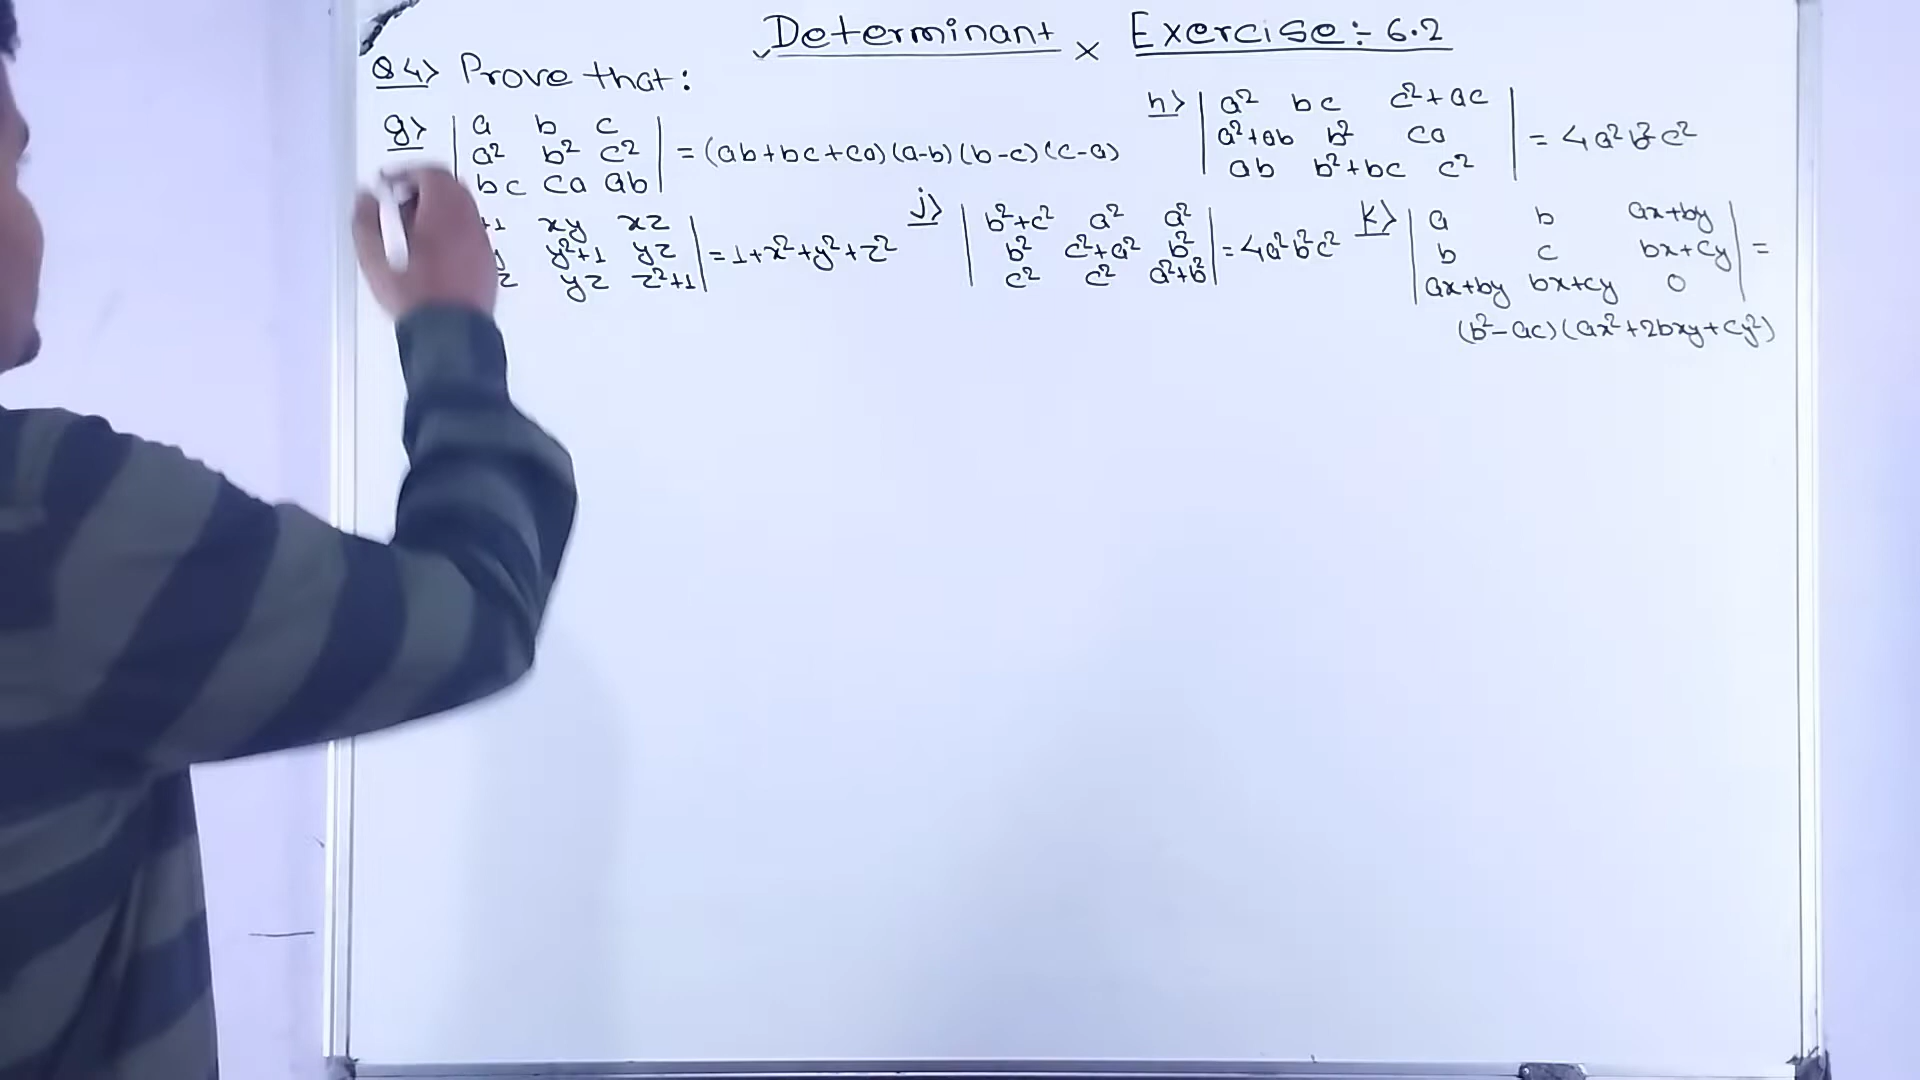 Determinant × Exercise:- 6.2
Q4> Prove that:
g> | a b c |
| a² b² c² | = (ab+bc+ca)(a-b)(b-c)(c-a)
| bc ca ab |
h> | a² bc c²+ac |
| a²+ab b² ca | = 4a²b²c²
| ab b²+bc c² |
+1 xy xz |
y²+1 yz | = 1+x²+y²+z²
yz z²+1 |
j> | b²+c² a² a² |
| b² c²+a² b² | = 4a²b²c²
| c² c² a²+b² |
k> | a b ax+by |
| b c bx+cy | =
| ax+by bx+cy 0 |
(b²-ac)(ax²+2bxy+cy²)